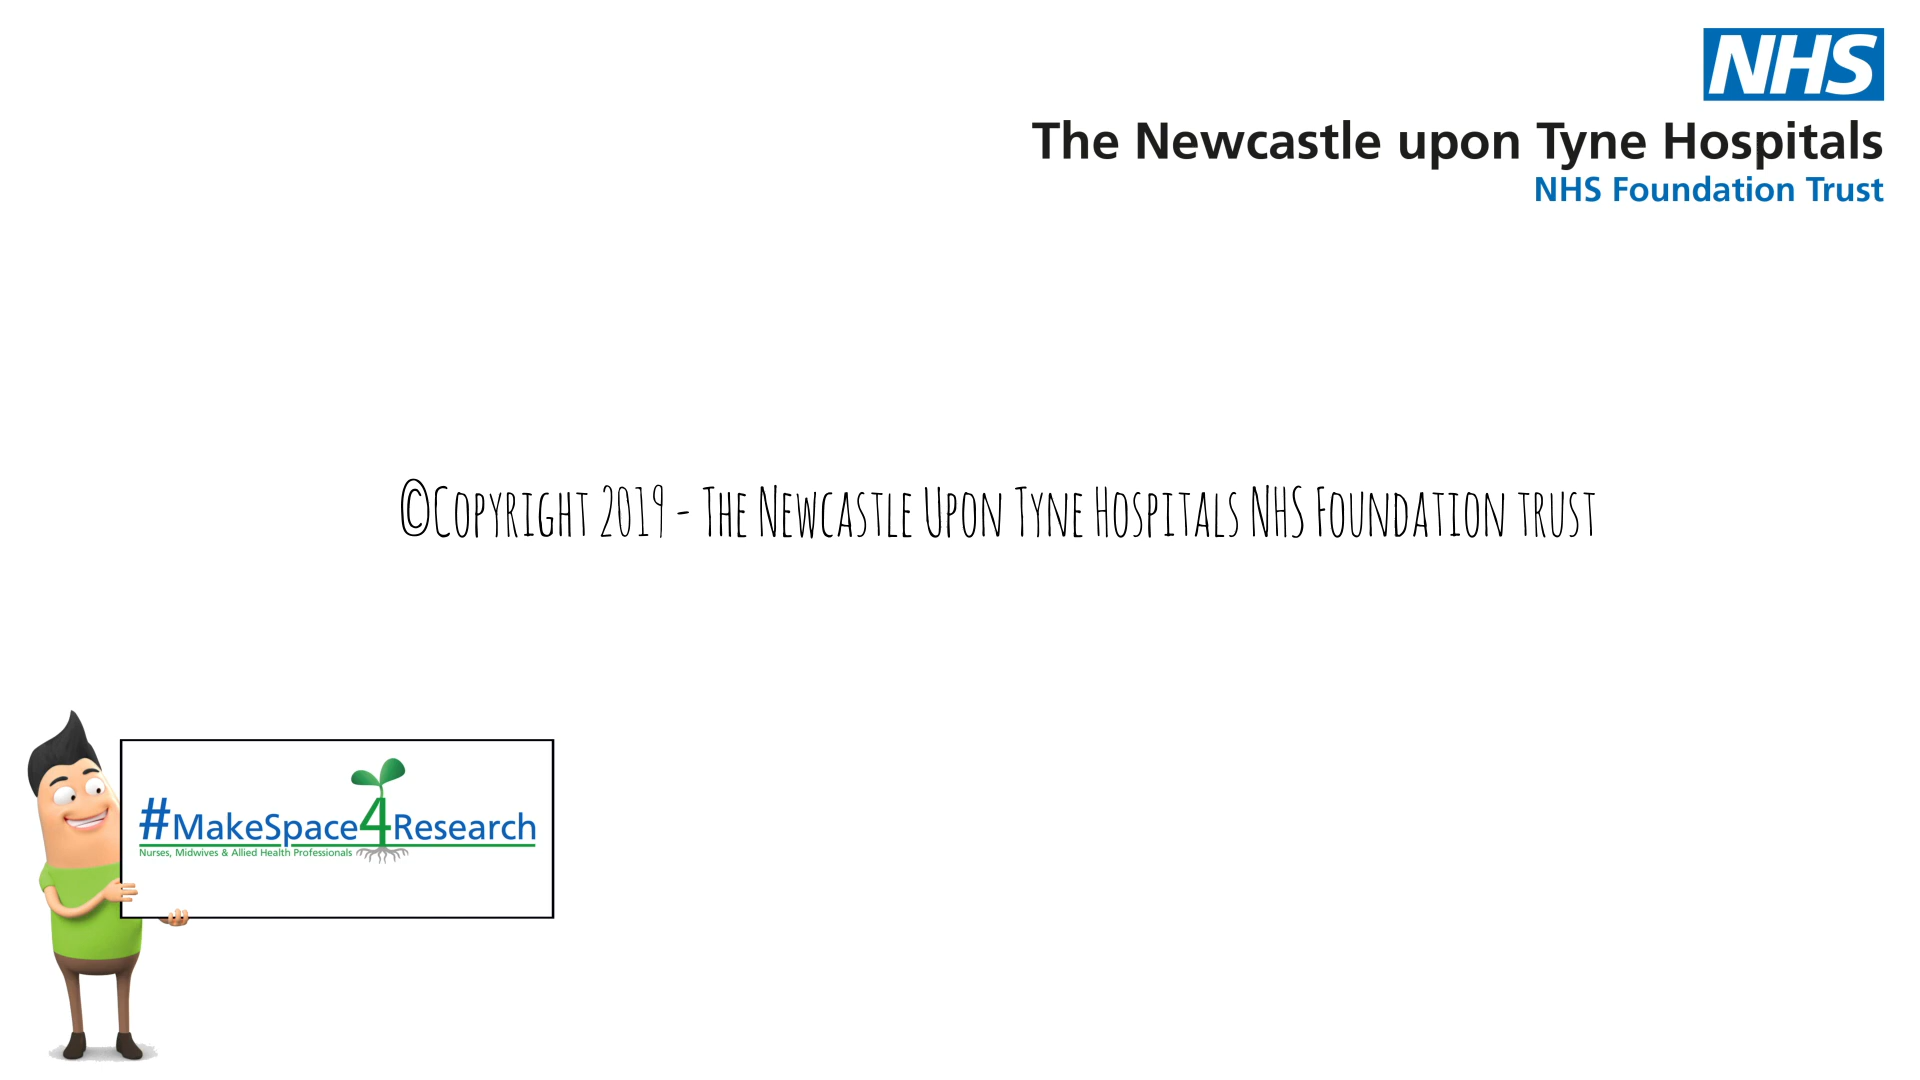 NHS
The Newcastle upon Tyne Hospitals
NHS Foundation Trust
©Copyright 2019 - The Newcastle Upon Tyne Hospitals NHS Foundation trust
#MakeSpace4Research
Nurses, Midwives & Allied Health Professionals